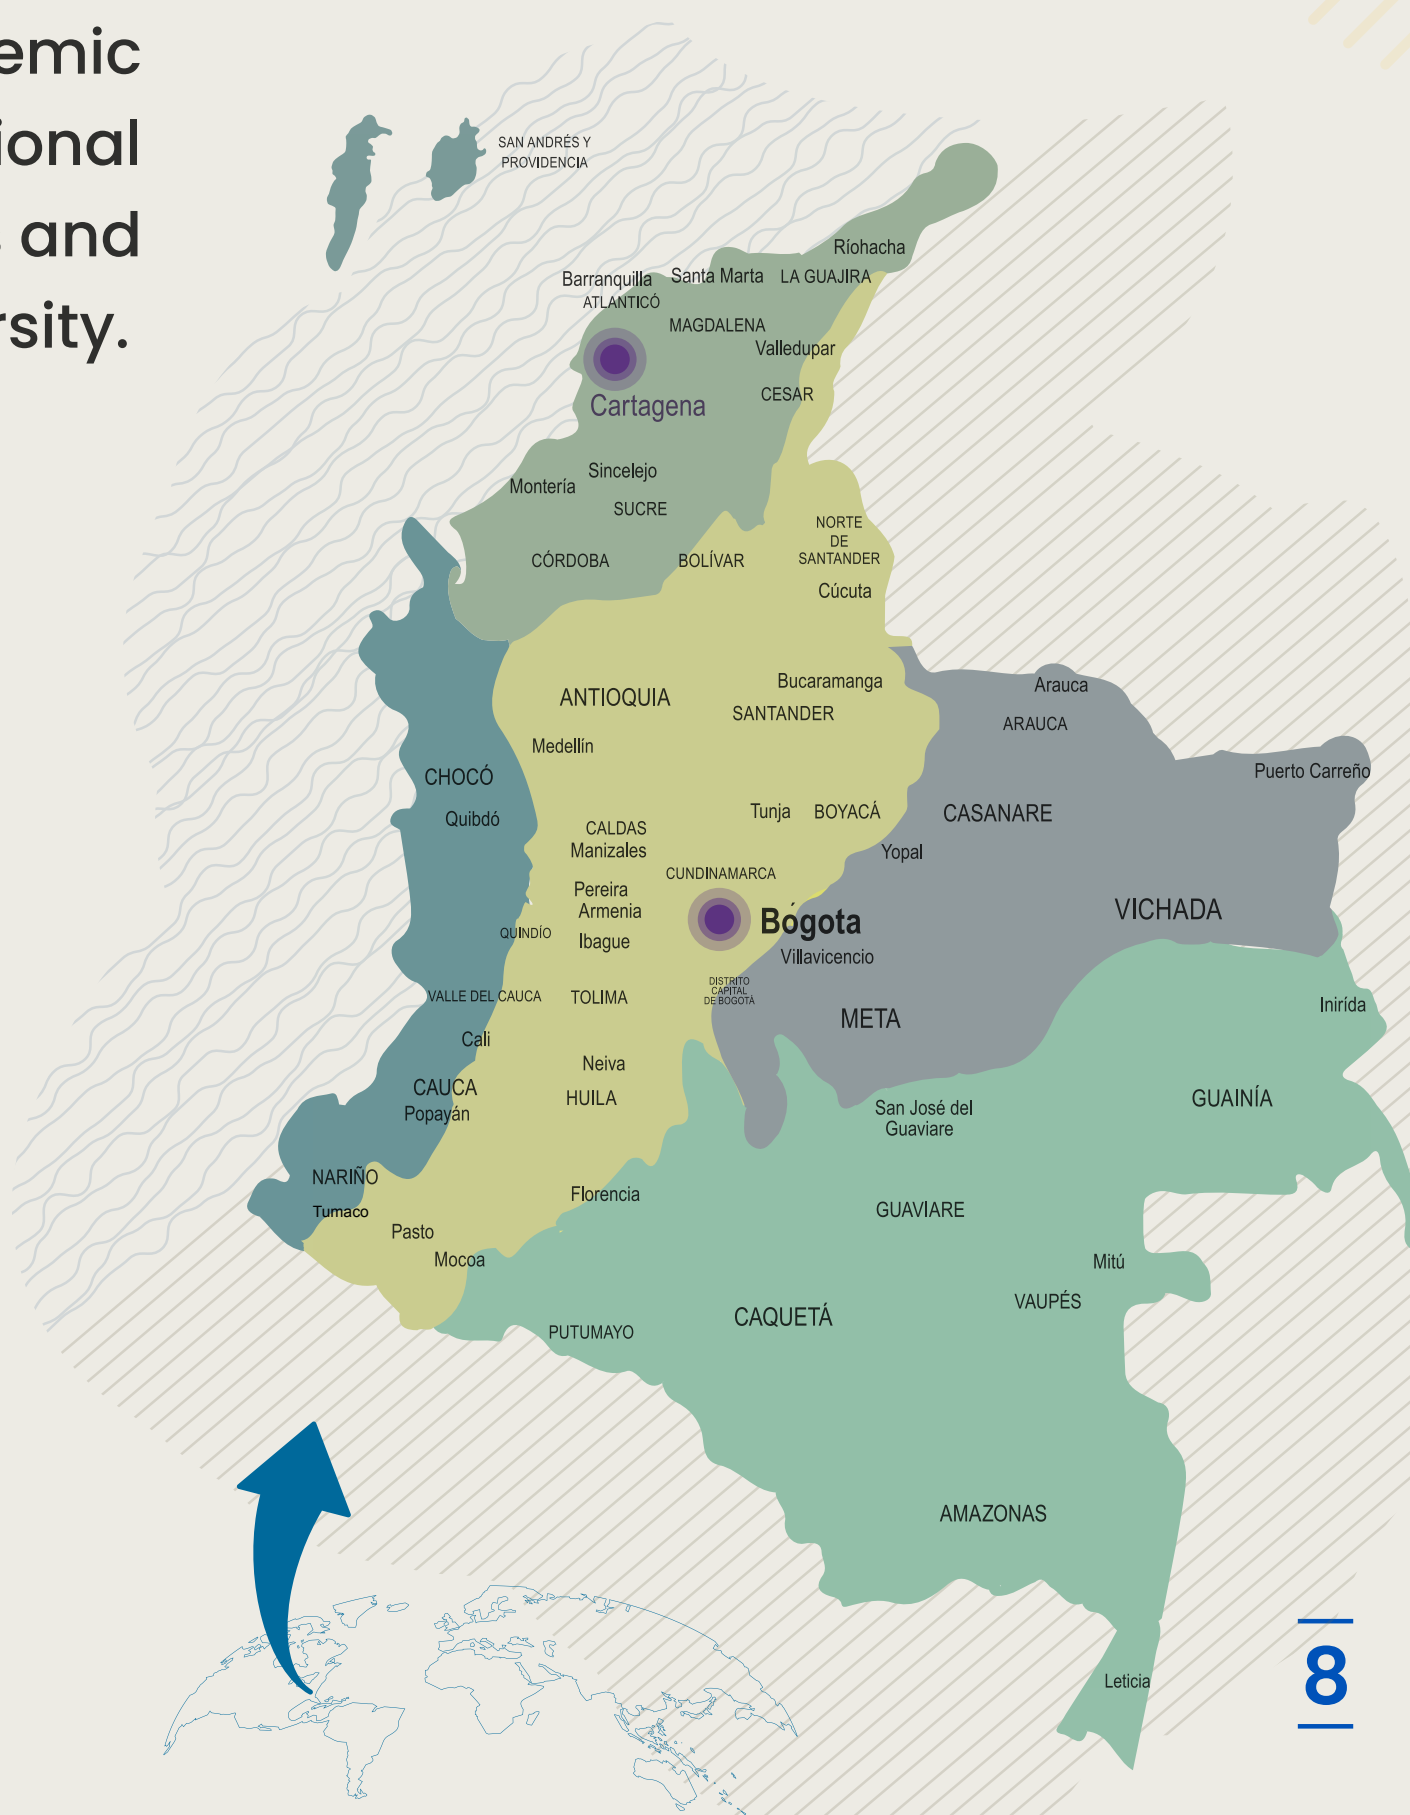 emic
ional
s and
rsity.
SAN ANDRÉS Y
PROVIDENCIA
Ríohacha
Barranquilla
Santa Marta
LA GUAJIRA
ATLANTICÓ
MAGDALENA
Valledupar
CESAR
Cartagena
Sincelejo
Montería
SUCRE
NORTE
DE
SANTANDER
CÓRDOBA
BOLÍVAR
Cúcuta
Bucaramanga
Arauca
ANTIOQUIA
SANTANDER
ARAUCA
Medellín
CHOCÓ
Puerto Carreño
Quibdó
Tunja
BOYACÁ
CASANARE
CALDAS
Manizales
Yopal
CUNDINAMARCA
Pereira
Armenia
VICHADA
Bógota
QUINDÍO
Ibague
Villavicencio
DISTRITO
CAPITAL
DE BOGOTÁ
VALLE DEL CAUCA
TOLIMA
Inirída
META
Cali
Neiva
CAUCA
HUILA
GUAINÍA
Popayán
San José del
Guaviare
NARIÑO
Florencia
Tumaco
GUAVIARE
Pasto
Mocoa
Mitú
VAUPÉS
CAQUETÁ
PUTUMAYO
AMAZONAS
Leticia
8